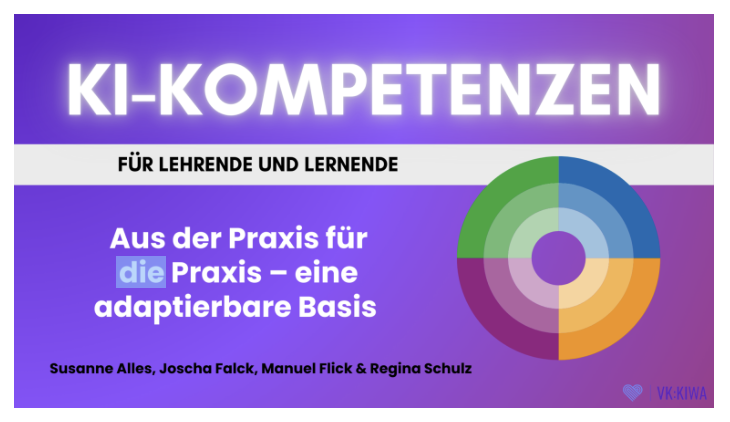 KI-KOMPETENZEN
FÜR LEHRENDE UND LERNENDE
Aus der Praxis für
die Praxis – eine
adaptierbare Basis
Susanne Alles, Joscha Falck, Manuel Flick & Regina Schulz
VK:KIWA